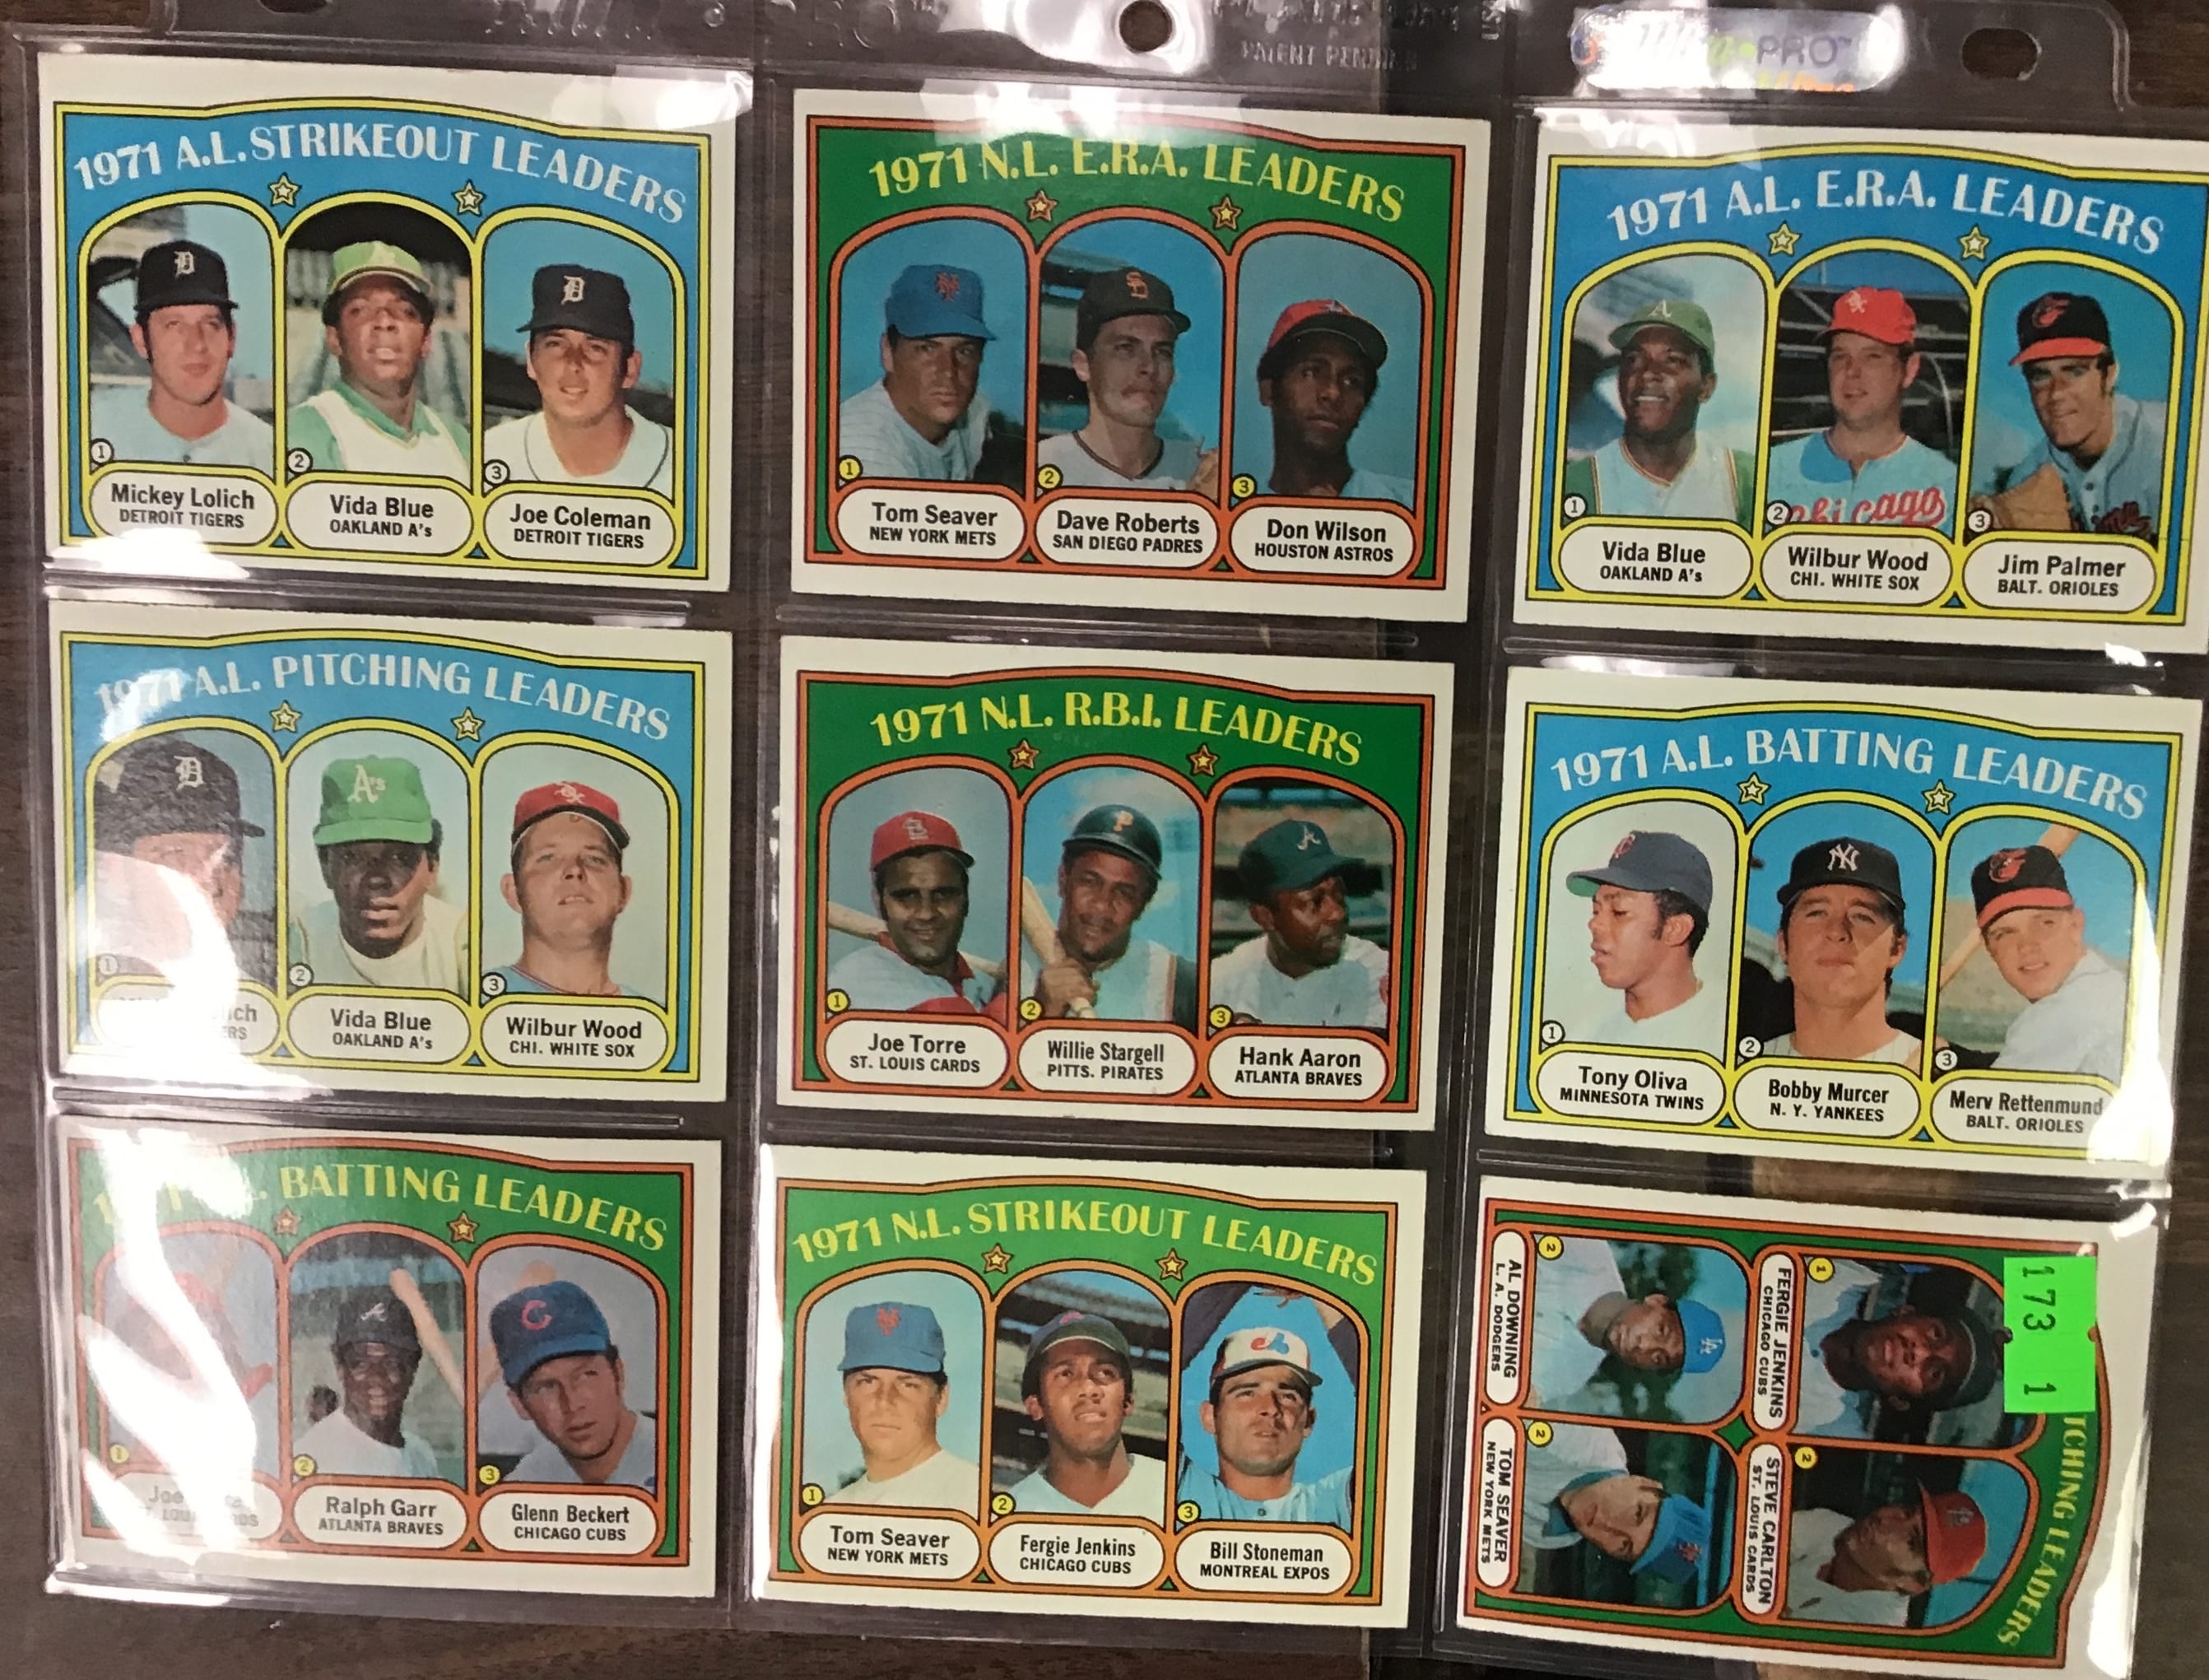 PATENT PENDING
PRO
1971 A.L. STRIKEOUT LEADERS
1
2
3
Mickey Lolich
DETROIT TIGERS
Vida Blue
OAKLAND A's
Joe Coleman
DETROIT TIGERS
1971 N.L. E.R.A. LEADERS
1
2
3
Tom Seaver
NEW YORK METS
Dave Roberts
SAN DIEGO PADRES
Don Wilson
HOUSTON ASTROS
1971 A.L. E.R.A. LEADERS
Chicago
1
2
3
Vida Blue
OAKLAND A's
Wilbur Wood
CHI. WHITE SOX
Jim Palmer
BALT. ORIOLES
1971 A.L. PITCHING LEADERS
A's
1
2
3
Vida Blue
OAKLAND A's
Wilbur Wood
CHI. WHITE SOX
1971 N.L. R.B.I. LEADERS
1
2
3
Joe Torre
ST. LOUIS CARDS
Willie Stargell
PITTS. PIRATES
Hank Aaron
ATLANTA BRAVES
1971 A.L. BATTING LEADERS
1
2
3
Tony Oliva
MINNESOTA TWINS
Bobby Murcer
N. Y. YANKEES
Merv Rettenmund
BALT. ORIOLES
BATTING LEADERS
1
2
3
Joe
Ralph Garr
ATLANTA BRAVES
Glenn Beckert
CHICAGO CUBS
1971 N.L. STRIKEOUT LEADERS
1
2
3
Tom Seaver
NEW YORK METS
Fergie Jenkins
CHICAGO CUBS
Bill Stoneman
MONTREAL EXPOS
TCHING LEADERS
173 1
1
FERGIE JENKINS
CHICAGO CUBS
2
STEVE CARLTON
ST. LOUIS CARDS
2
AL DOWNING
L. A. DODGERS
2
TOM SEAVER
NEW YORK METS